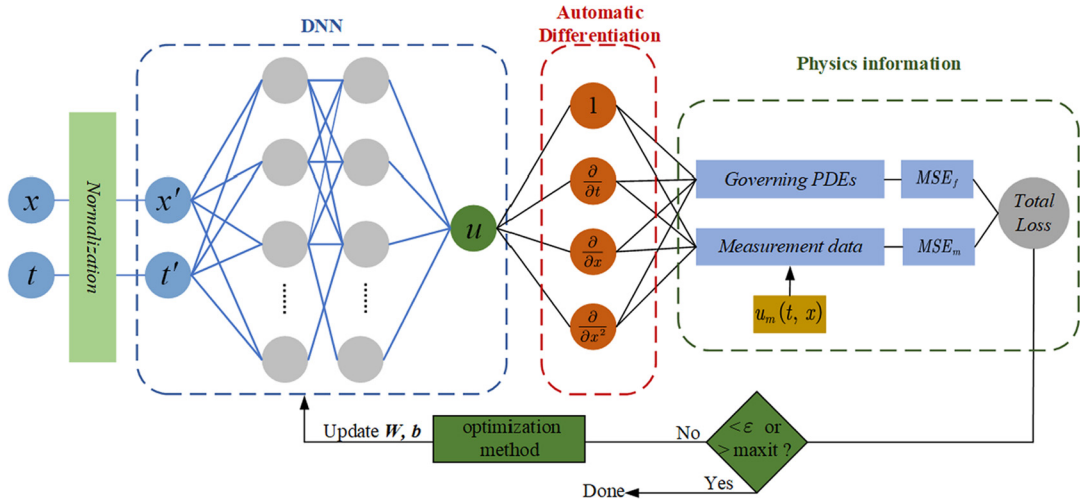 DNN
Automatic
Differentiation
Physics information
x
t
Normalization
x′
t′
......
......
u
1
∂/∂t
∂/∂x
∂/∂x²
Governing PDEs
MSE_f
Measurement data
MSE_m
u_m(t, x)
Total
Loss
Update W, b
optimization
method
No
<ε or
> maxit ?
Yes
Done